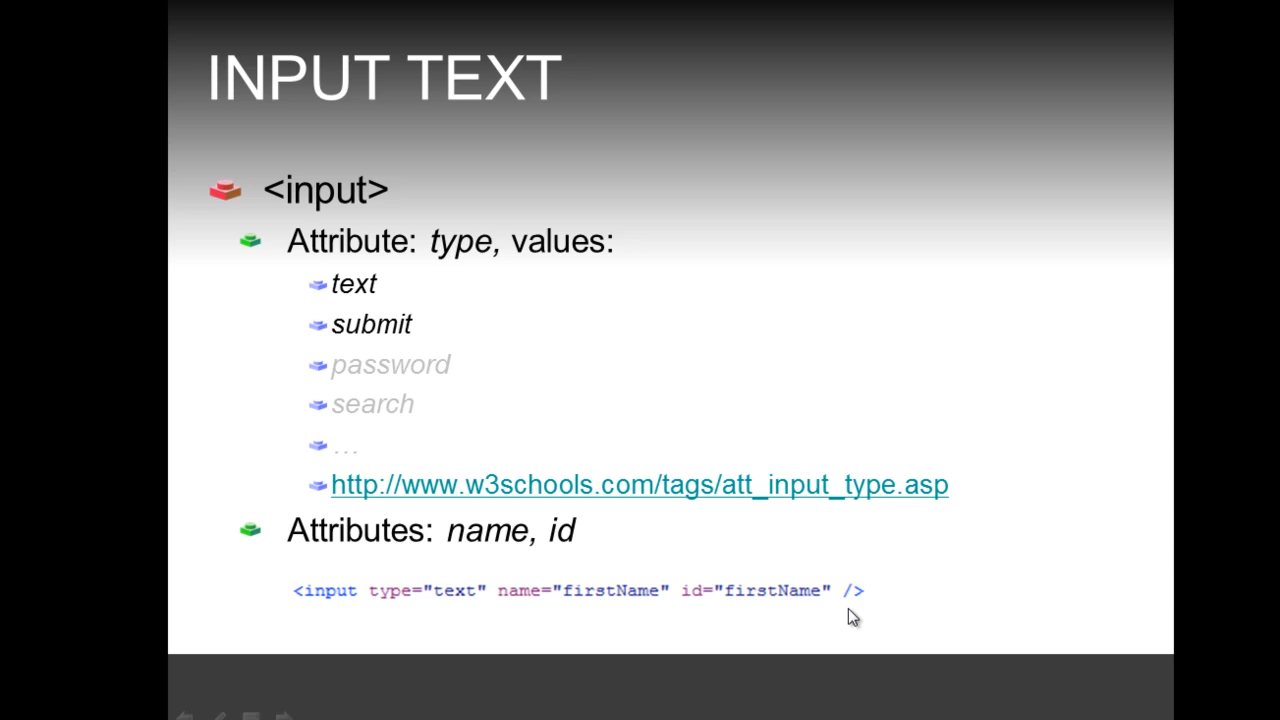 INPUT TEXT
<input>
Attribute: type, values:
text
submit
password
search
...
http://www.w3schools.com/tags/att_input_type.asp
Attributes: name, id
<input type="text" name="firstName" id="firstName" />